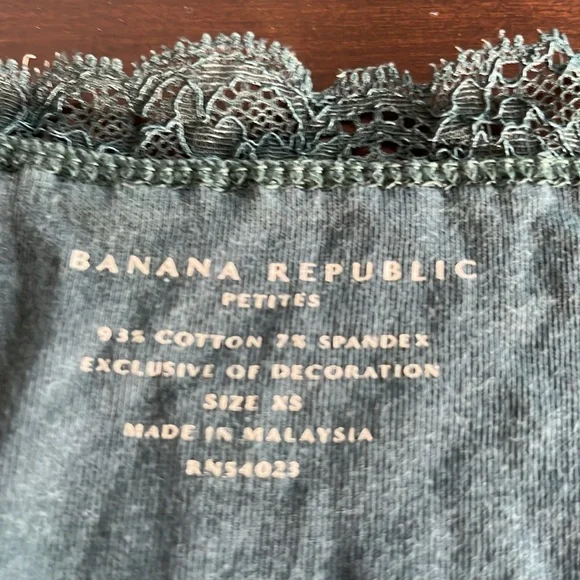 BANANA REPUBLIC
PETITES
93% COTTON 7% SPANDEX
EXCLUSIVE OF DECORATION
SIZE XS
MADE IN MALAYSIA
RN54023